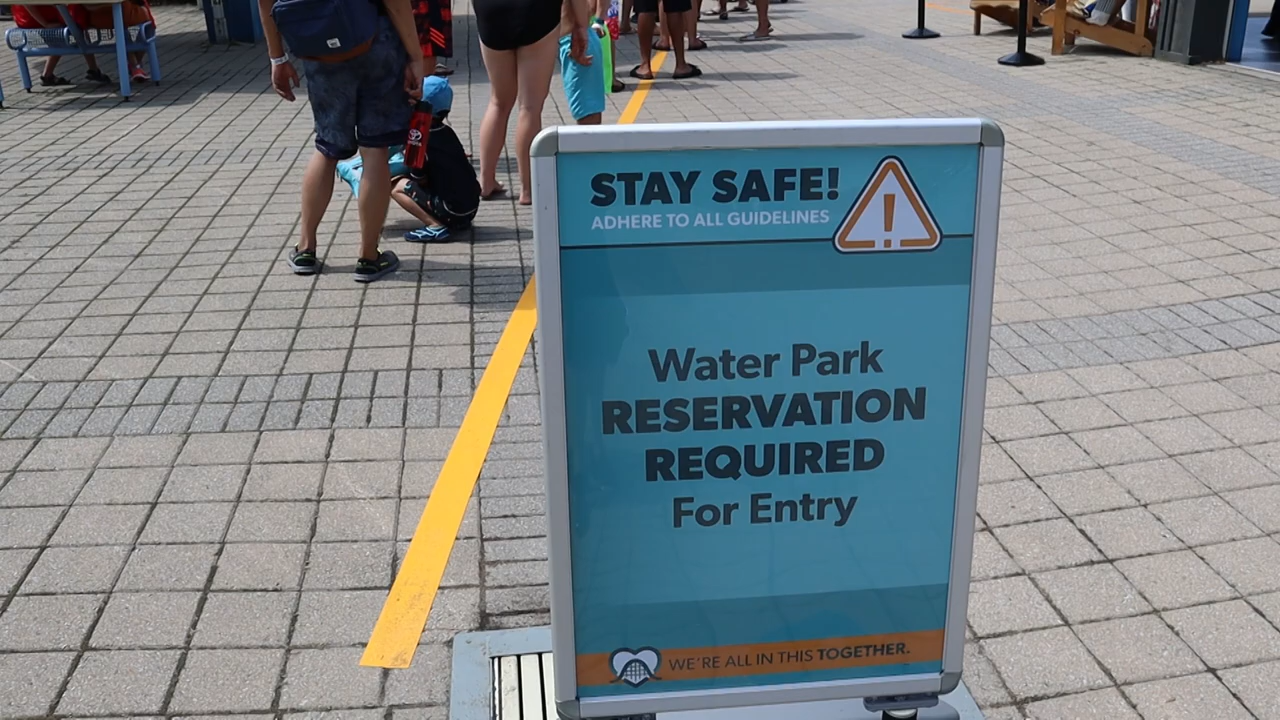 STAY SAFE!
ADHERE TO ALL GUIDELINES
Water Park
RESERVATION
REQUIRED
For Entry
WE'RE ALL IN THIS TOGETHER.